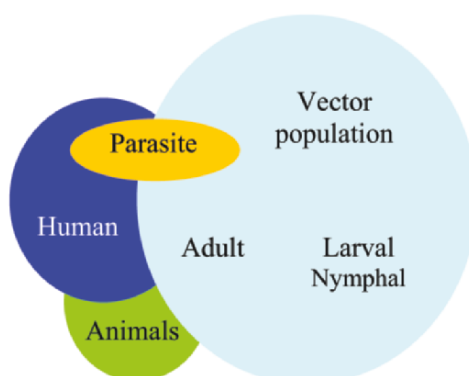 Vector
population
Parasite
Human
Adult
Larval
Nymphal
Animals